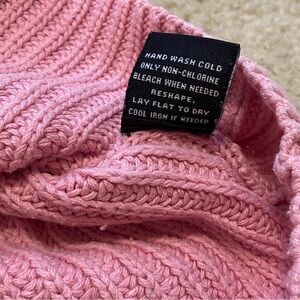 HAND WASH COLD
ONLY NON-CHLORINE
BLEACH WHEN NEEDED
RESHAPE.
LAY FLAT TO DRY
COOL IRON IF NEEDED